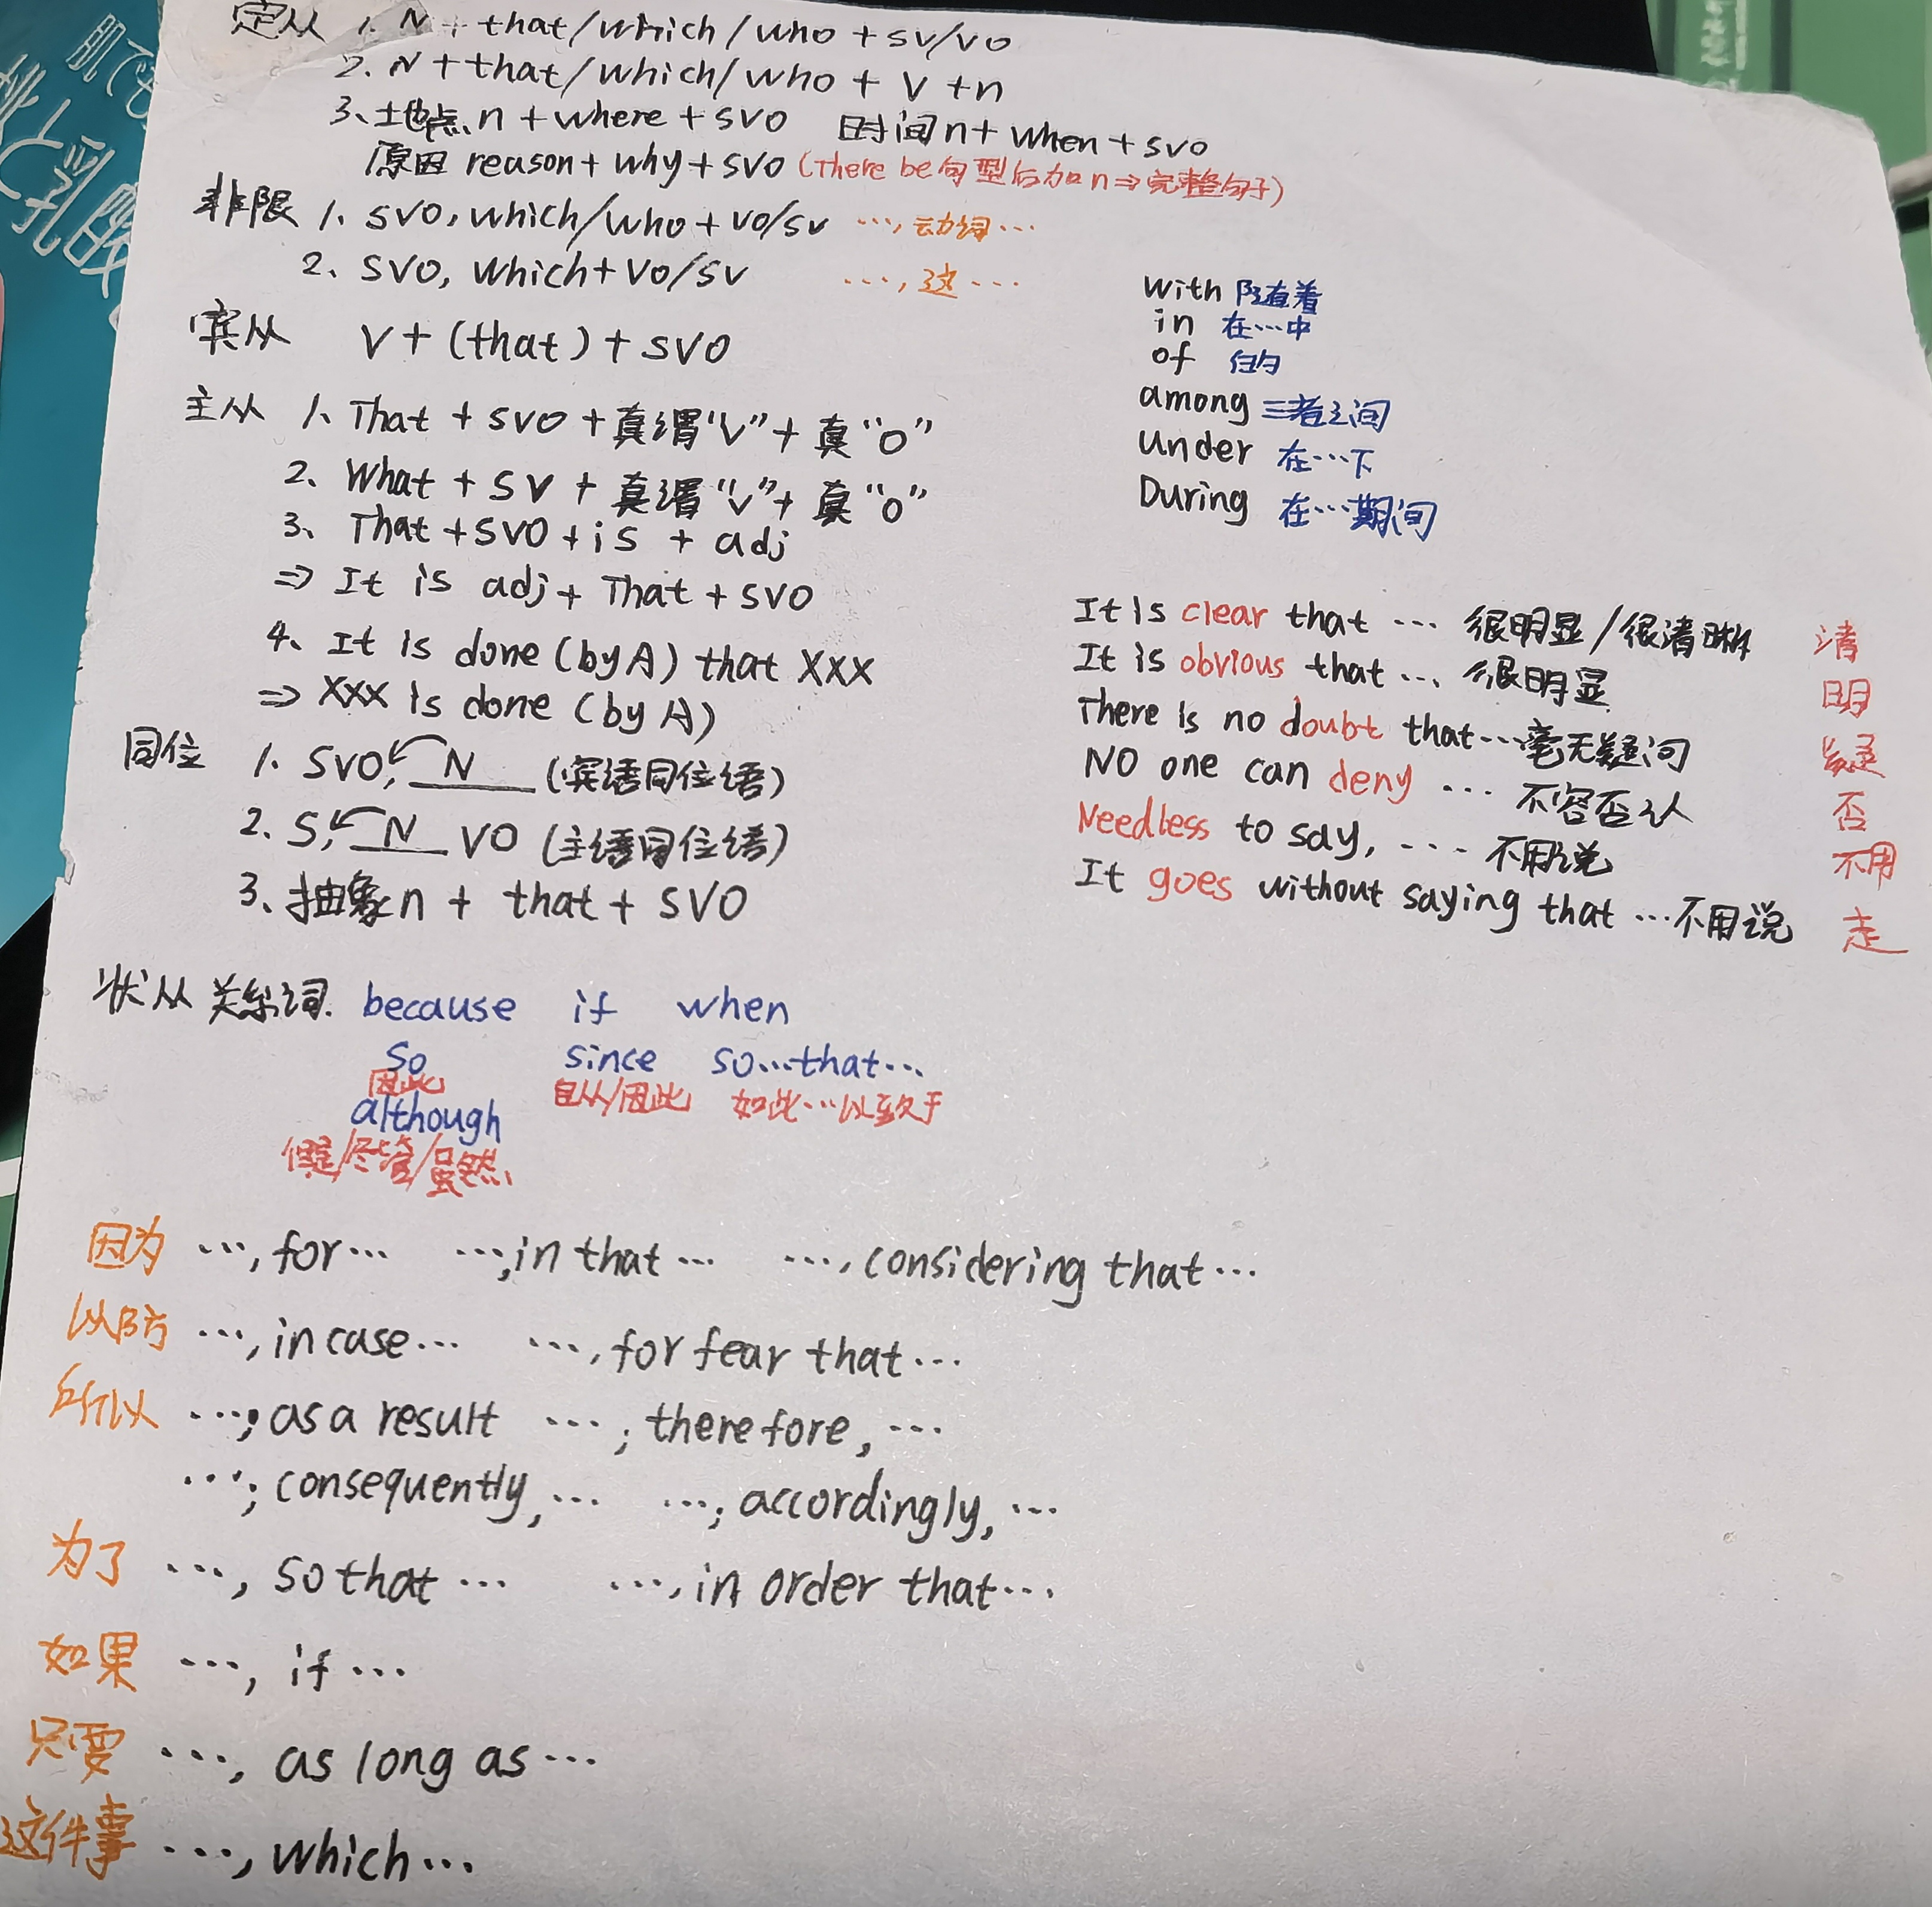 定从 1. N + that/which/who + sv/vo
2. N + that/which/who + V + n
3、地点、n + where + svo 时间n + when + svo
原因 reason + why + svo (There be句型后加n⇒完整句子)
非限 1. svo, which/who + vo/sv …, 动词…
2、svo, which + vo/sv …, 这…
宾从 V + (that) + svo
主从 1、That + svo + 真谓“v” + 真“o”
2、What + sv + 真谓“v” + 真“o”
3、That + svo + is + adj
⇒ It is adj + That + svo
4、It is done (by A) that xxx
⇒ xxx is done (by A)
同位 1. SVO, N (宾语同位语)
2. S, N VO (主语同位语)
3、抽象n + that + SVO
with 随着
in 在…中
of 的
among 三者之间
under 在…下
During 在…期间
It is clear that … 很明显/很清晰 清
It is obvious that … 很明显 明
There is no doubt that…毫无疑问 疑
NO one can deny … 不容否认 否
Needless to say, … 不用说 不用
It goes without saying that …不用说 走
状从 关系词. because if when
so since so…that…
因此 自从/因此 如此…以致于
although
但是/尽管/虽然
因为 …, for… …, in that… …, considering that…
以防 …, in case… …, for fear that…
所以 …; as a result …; therefore, …
…; consequently, … …; accordingly, …
为了 …, so that … …, in order that…
如果 …, if …
只要 …, as long as …
这件事 …, which…
乳酸